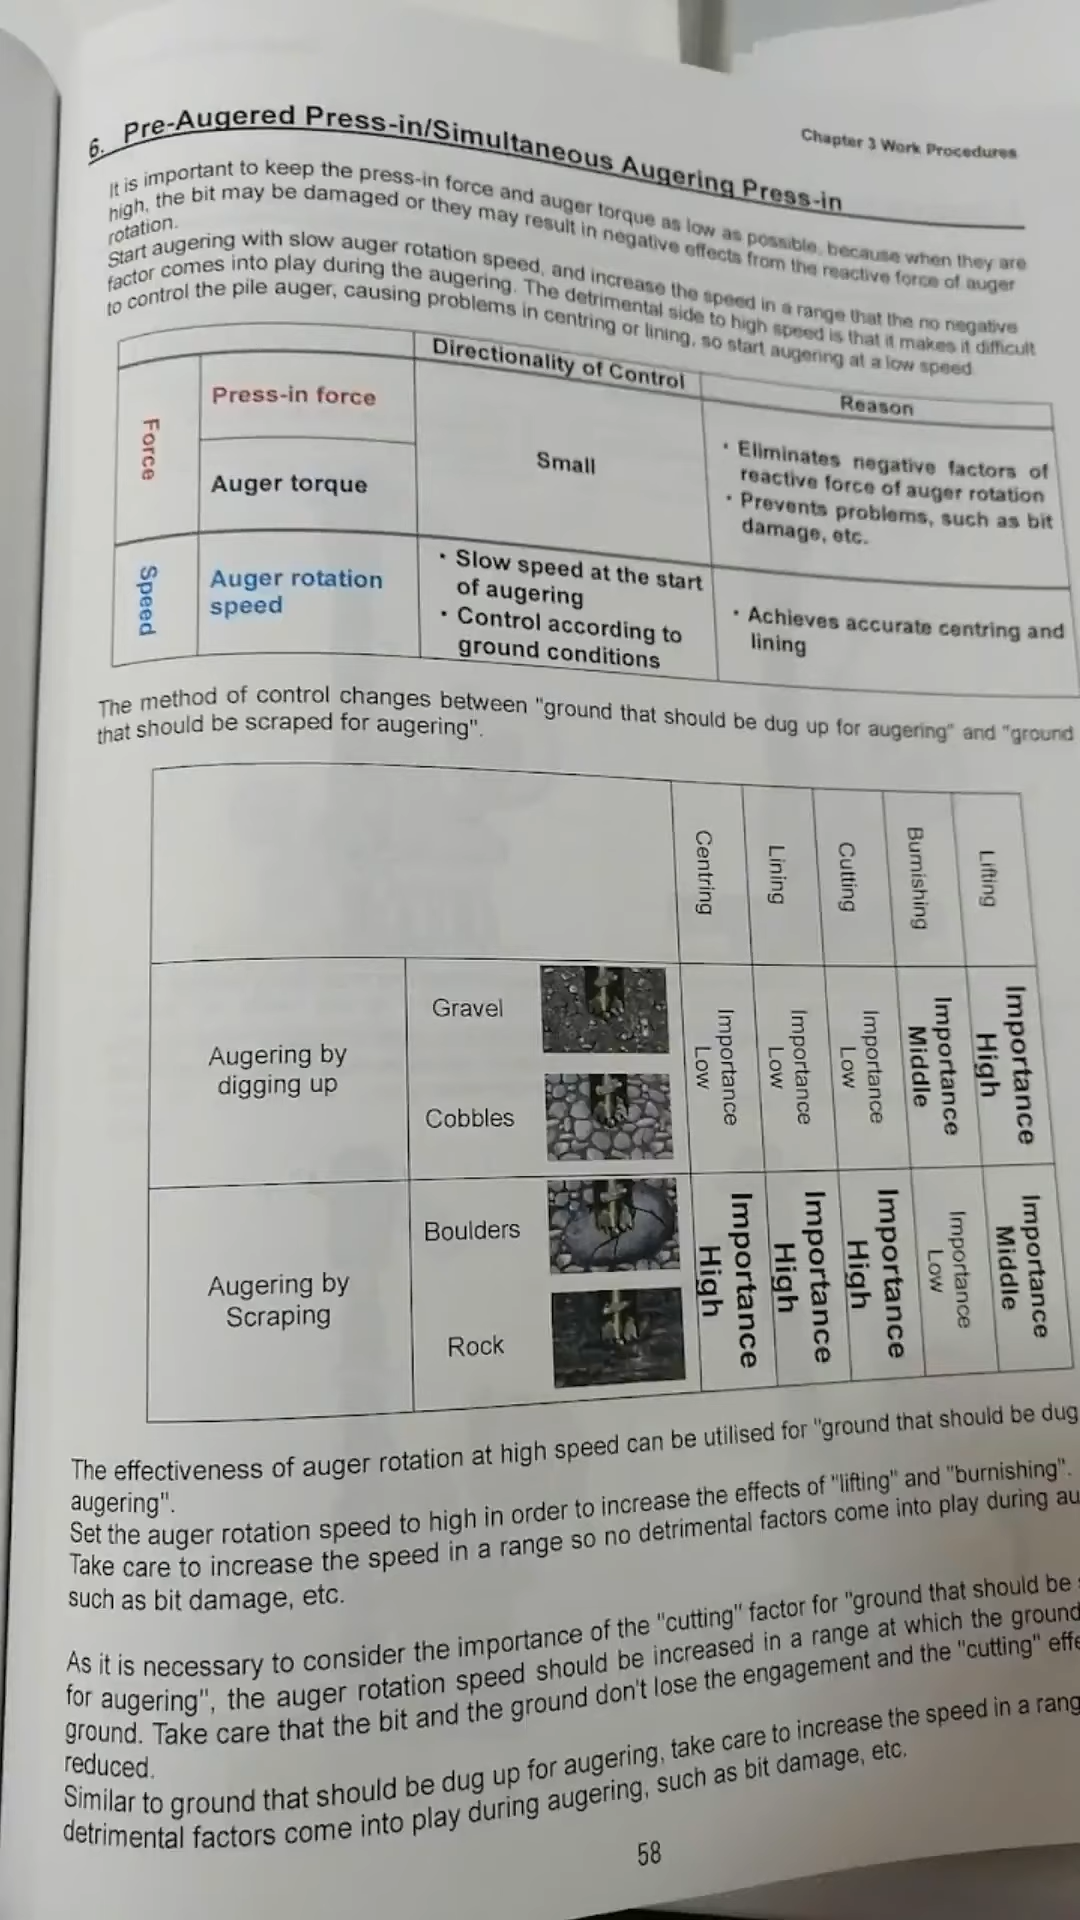 Chapter 3 Work Procedures
6. Pre-Augered Press-in/Simultaneous Augering Press-in
It is important to keep the press-in force and auger torque as low as possible, because when they are
high, the bit may be damaged or they may result in negative effects from the reactive force of auger
rotation.
Start augering with slow auger rotation speed, and increase the speed in a range that the no negative
factor comes into play during the augering. The detrimental side to high speed is that it makes it difficult
to control the pile auger, causing problems in centring or lining, so start augering at a low speed
Directionality of Control
Reason
Force
Press-in force
Auger torque
Small
· Eliminates negative factors of
reactive force of auger rotation
· Prevents problems, such as bit
damage, etc.
Speed
Auger rotation
speed
· Slow speed at the start
of augering
· Control according to
ground conditions
· Achieves accurate centring and
lining
The method of control changes between "ground that should be dug up for augering" and "ground
that should be scraped for augering".
Centring
Lining
Cutting
Burnishing
Lifting
Augering by
digging up
Gravel
Cobbles
Importance
Low
Importance
Low
Importance
Low
Importance
Middle
Importance
High
Augering by
Scraping
Boulders
Rock
Importance
High
Importance
High
Importance
High
Importance
Low
Importance
Middle
The effectiveness of auger rotation at high speed can be utilised for "ground that should be dug
augering".
Set the auger rotation speed to high in order to increase the effects of "lifting" and "burnishing".
Take care to increase the speed in a range so no detrimental factors come into play during au
such as bit damage, etc.
As it is necessary to consider the importance of the "cutting" factor for "ground that should be
for augering", the auger rotation speed should be increased in a range at which the ground
ground. Take care that the bit and the ground don't lose the engagement and the "cutting" effe
reduced.
Similar to ground that should be dug up for augering, take care to increase the speed in a rang
detrimental factors come into play during augering, such as bit damage, etc.
58